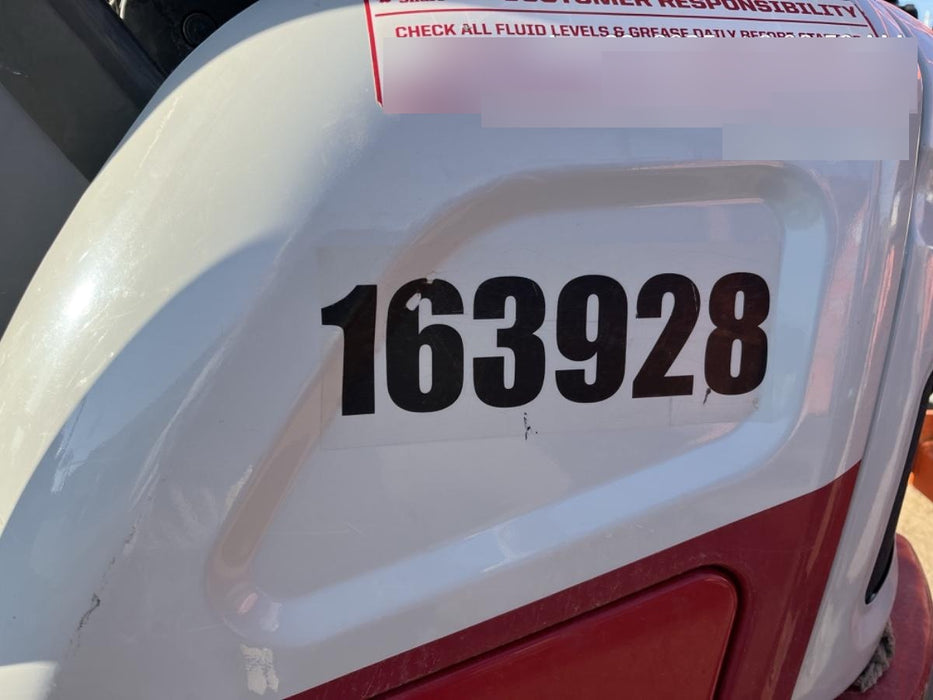 CUSTOMER RESPONSIBILITY
CHECK ALL FLUID LEVELS & GREASE DAILY
163928